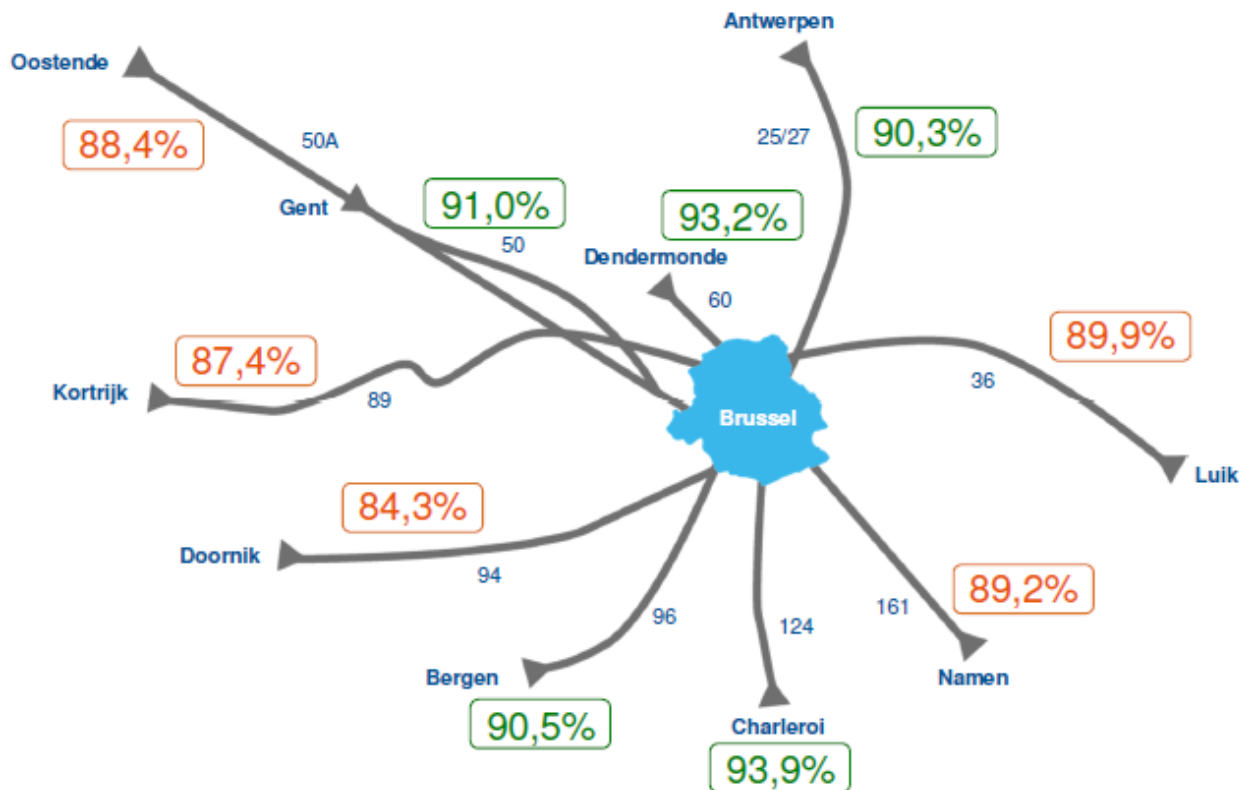 Antwerpen
Oostende
88,4%
50A
25/27
90,3%
Gent
91,0%
50
93,2%
Dendermonde
60
87,4%
89,9%
Kortrijk
89
36
Brussel
Luik
84,3%
Doornik
94
89,2%
96
124
161
Bergen
Namen
90,5%
Charleroi
93,9%